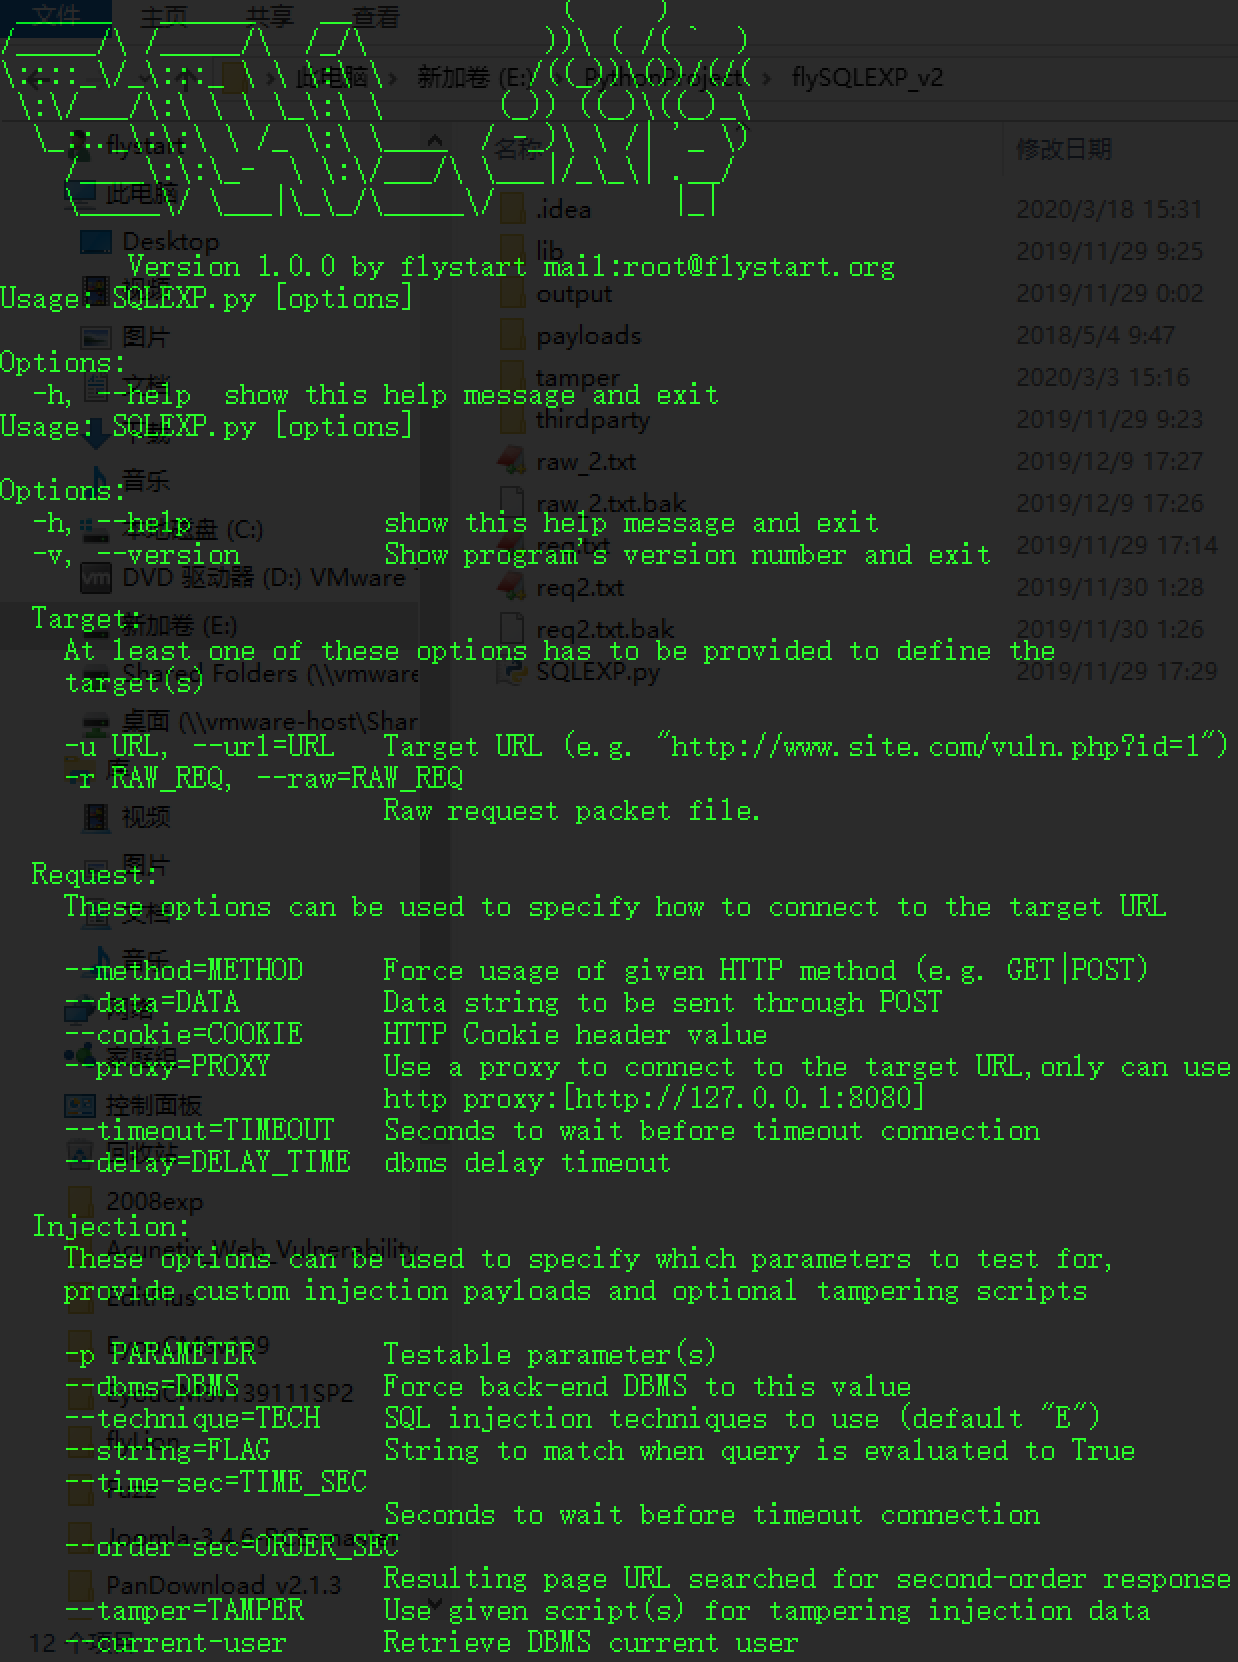 文件 主页 共享 查看
此电脑 新加卷 (E:) PythonProject flySQLEXP_v2
flystart
名称 修改日期
此电脑
.idea 2020/3/18 15:31
Desktop
lib 2019/11/29 9:25
Version 1.0.0 by flystart mail:root@flystart.org
视频
output 2019/11/29 0:02
Usage: SQLEXP.py [options]
图片
payloads 2018/5/4 9:47
Options:
文档
tamper 2020/3/3 15:16
-h, --help show this help message and exit
thirdparty 2019/11/29 9:23
Usage: SQLEXP.py [options]
下载
raw_2.txt 2019/12/9 17:27
音乐
Options:
raw_2.txt.bak 2019/12/9 17:26
-h, --help show this help message and exit
本地磁盘 (C:)
req.txt 2019/11/29 17:14
-v, --version Show program's version number and exit
DVD 驱动器 (D:) VMware
req2.txt 2019/11/30 1:28
Target:
新加卷 (E:)
req2.txt.bak 2019/11/30 1:26
At least one of these options has to be provided to define the
Shared Folders (\\vmware
SQLEXP.py 2019/11/29 17:29
target(s)
桌面 (\\vmware-host\Shar
-u URL, --url=URL Target URL (e.g. "http://www.site.com/vuln.php?id=1")
库
-r RAW_REQ, --raw=RAW_REQ
Raw request packet file.
视频
图片
Request:
文档
These options can be used to specify how to connect to the target URL
音乐
--method=METHOD Force usage of given HTTP method (e.g. GET|POST)
网络
--data=DATA Data string to be sent through POST
--cookie=COOKIE HTTP Cookie header value
家庭组
--proxy=PROXY Use a proxy to connect to the target URL,only can use
控制面板
http proxy:[http://127.0.0.1:8080]
--timeout=TIMEOUT Seconds to wait before timeout connection
回收站
--delay=DELAY_TIME dbms delay timeout
2008exp
Injection:
Acunetix_Web_Vulnerability
These options can be used to specify which parameters to test for,
EditPlus
provide custom injection payloads and optional tampering scripts
-p PARAMETER Testable parameter(s)
--dbms=DBMS Force back-end DBMS to this value
--technique=TECH SQL injection techniques to use (default "E")
flyLion
--string=FLAG String to match when query is evaluated to True
--time-sec=TIME_SEC
Seconds to wait before timeout connection
Joomla-3.4.6-RCE-master
--order-sec=ORDER_SEC
PanDownload_v2.1.3
Resulting page URL searched for second-order response
--tamper=TAMPER Use given script(s) for tampering injection data
12 个项目
--current-user Retrieve DBMS current user